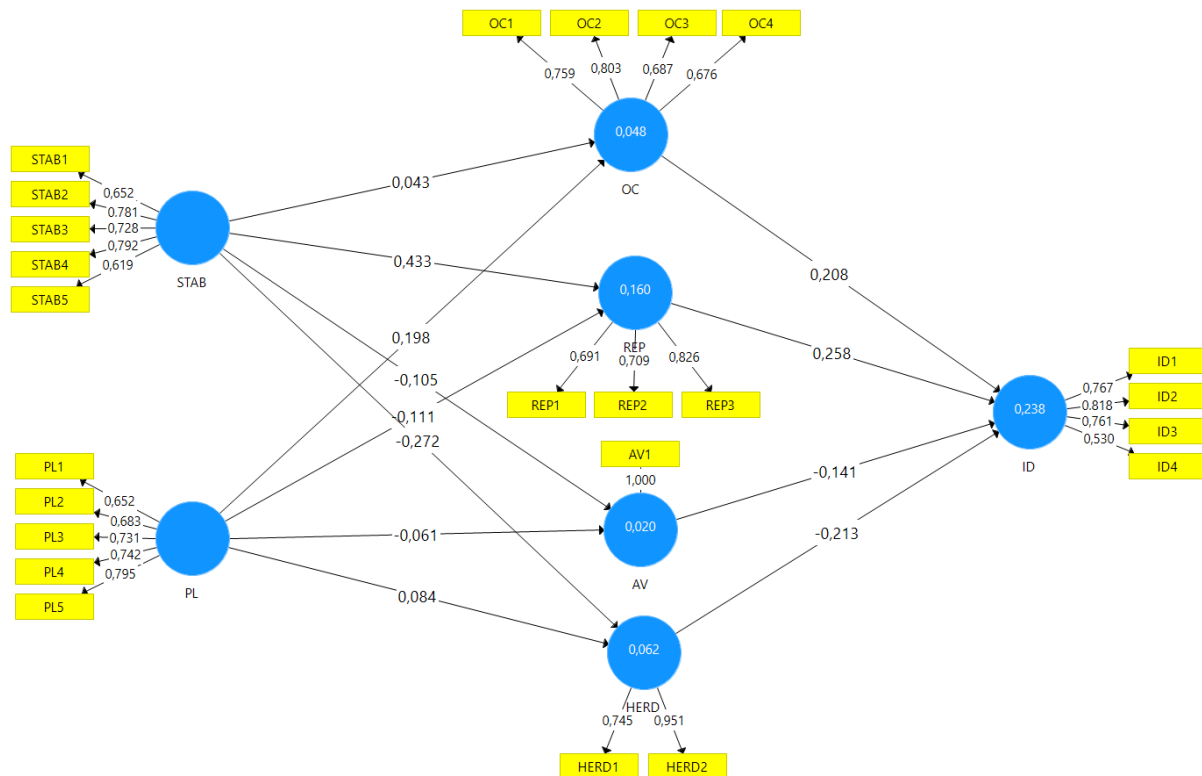 OC1
OC2
OC3
OC4
0,759
0,803
0,687
0,676
0,048
OC
STAB1
STAB2
STAB3
STAB4
STAB5
0,652
0,781
0,728
0,792
0,619
STAB
0,043
0,433
0,198
-0,105
-0,111
-0,272
0,160
REP
0,691
0,709
0,826
REP1
REP2
REP3
0,208
0,258
ID1
ID2
ID3
ID4
0,767
0,818
0,761
0,530
0,238
ID
PL1
PL2
PL3
PL4
PL5
0,652
0,683
0,731
0,742
0,795
PL
AV1
1,000
0,020
AV
-0,061
0,084
-0,141
-0,213
0,062
HERD
0,745
0,951
HERD1
HERD2